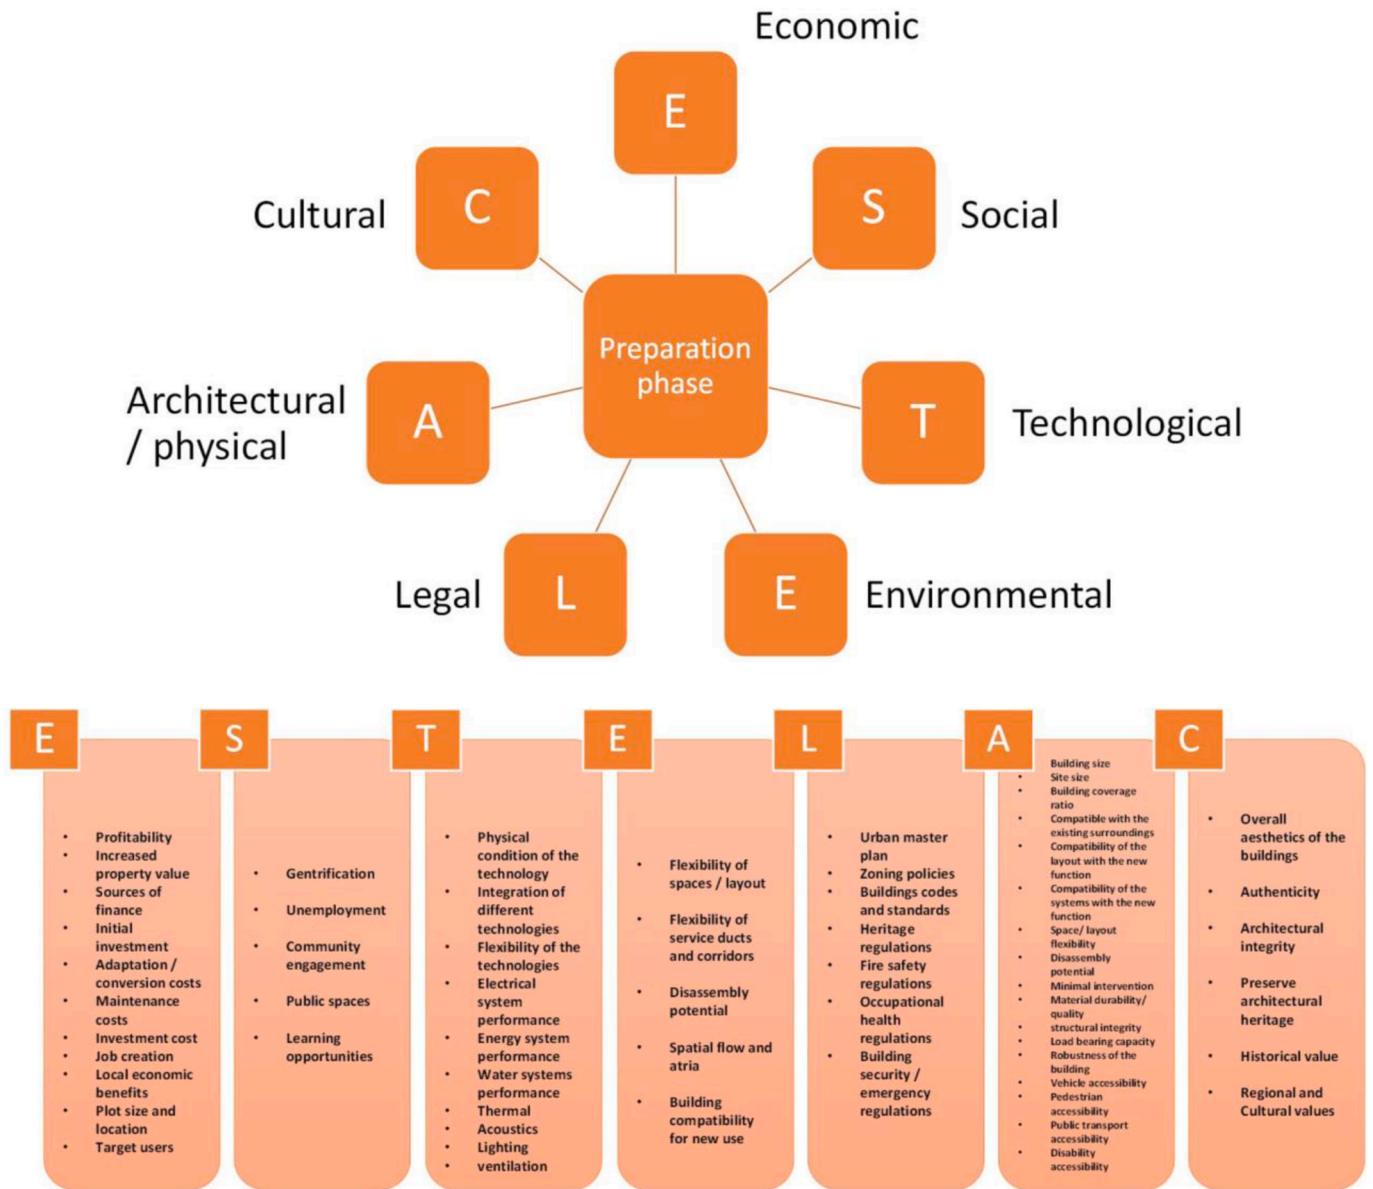 Economic
E
Cultural
C
S
Social
Preparation
phase
Architectural
/ physical
A
T
Technological
Legal
L
E
Environmental
E
• Profitability
• Increased
property value
• Sources of
finance
• Initial
investment
• Adaptation /
conversion costs
• Maintenance
costs
• Investment cost
• Job creation
• Local economic
benefits
• Plot size and
location
• Target users
S
• Gentrification
• Unemployment
• Community
engagement
• Public spaces
• Learning
opportunities
T
• Physical
condition of the
technology
• Integration of
different
technologies
• Flexibility of the
technologies
• Electrical
system
performance
• Energy system
performance
• Water systems
performance
• Thermal
• Acoustics
• Lighting
• ventilation
E
• Flexibility of
spaces / layout
• Flexibility of
service ducts
and corridors
• Disassembly
potential
• Spatial flow and
atria
• Building
compatibility
for new use
L
• Urban master
plan
• Zoning policies
• Buildings codes
and standards
• Heritage
regulations
• Fire safety
regulations
• Occupational
health
regulations
• Building
security /
emergency
regulations
A
Building size
• Site size
• Building coverage
ratio
• Compatible with the
existing surroundings
• Compatibility of the
layout with the new
function
• Compatibility of the
systems with the new
function
• Space/ layout
flexibility
• Disassembly
potential
• Minimal intervention
• Material durability/
quality
• structural integrity
• Load bearing capacity
• Robustness of the
building
• Vehicle accessibility
• Pedestrian
accessibility
• Public transport
accessibility
• Disability
accessibility
C
• Overall
aesthetics of the
buildings
• Authenticity
• Architectural
integrity
• Preserve
architectural
heritage
• Historical value
• Regional and
Cultural values